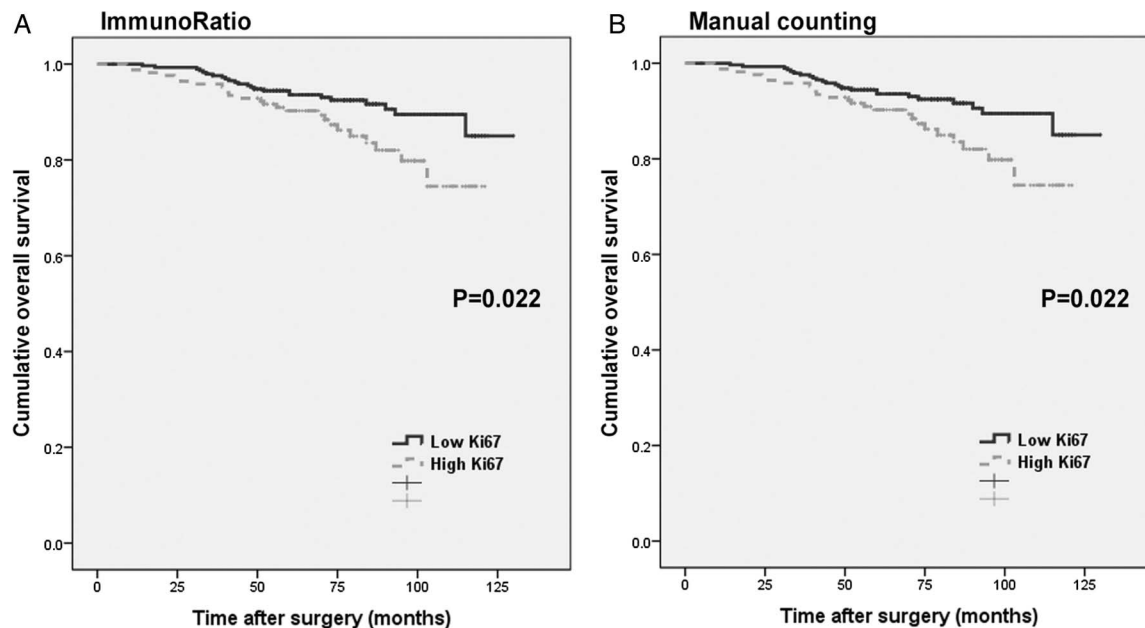 A ImmunoRatio
Cumulative overall survival
1.0
0.8
0.6
0.4
0.2
0.0
P=0.022
Low Ki67
High Ki67
0 25 50 75 100 125
Time after surgery (months)
B Manual counting
Cumulative overall survival
1.0
0.8
0.6
0.4
0.2
0.0
P=0.022
Low Ki67
High Ki67
0 25 50 75 100 125
Time after surgery (months)